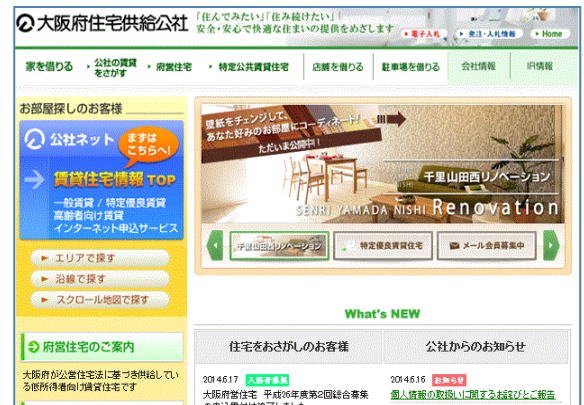 大阪府住宅供給公社
「住んでみたい」「住み続けたい」!
安全・安心で快適な住まいの提供をめざします
電子入札
発注・入札情報
Home
家を借りる
公社の賃貸をさがす
府営住宅
特定公共賃貸住宅
店舗を借りる
駐車場を借りる
会社情報
IR情報
お部屋探しのお客様
公社ネット
まずは
こちらへ!
賃貸住宅情報 TOP
一般賃貸 / 特定優良賃貸
高齢者向け賃貸
インターネット申込サービス
エリアで探す
沿線で探す
スクロール地図で探す
府営住宅のご案内
大阪府が公営住宅法に基づき供給してい
る低所得者向け賃貸住宅です
壁紙をチェンジして、
あなた好みのお部屋にコーディネート!
ただいま公開中!!
千里山田西リノベーション
SENRI YAMADA NISHI Renovation
千里山田西リノベーション
特定優良賃貸住宅
メール会員募集中
What's NEW
住宅をおさがしのお客様
公社からのお知らせ
2014.6.17 入居者募集
大阪府営住宅 平成26年度第2回総合募集
2014.6.16 お知らせ
個人情報の取扱いに関するお詫びとご報告